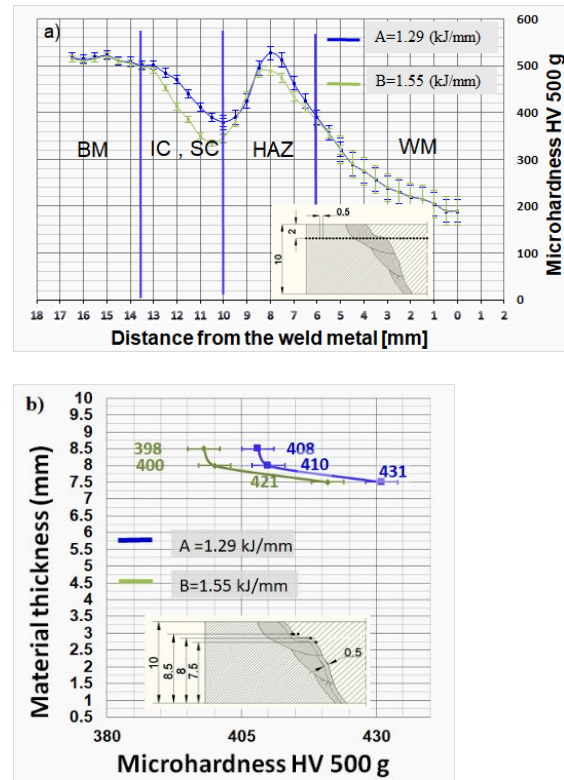 a)
A=1.29 (kJ/mm)
B=1.55 (kJ/mm)
600
500
400
300
200
100
0
Microhardness HV 500 g
BM
IC , SC
HAZ
WM
0.5
2
10
18 17 16 15 14 13 12 11 10 9 8 7 6 5 4 3 2 1 0 1 2
Distance from the weld metal [mm]
b)
Material thickness (mm)
10
9.5
9
8.5
8
7.5
7
6.5
6
5.5
5
4.5
4
3.5
3
2.5
2
1.5
1
0.5
398 408
400 410 431
421
A =1.29 kJ/mm
B=1.55 kJ/mm
10
8.5
8
7.5
0.5
380 405 430
Microhardness HV 500 g